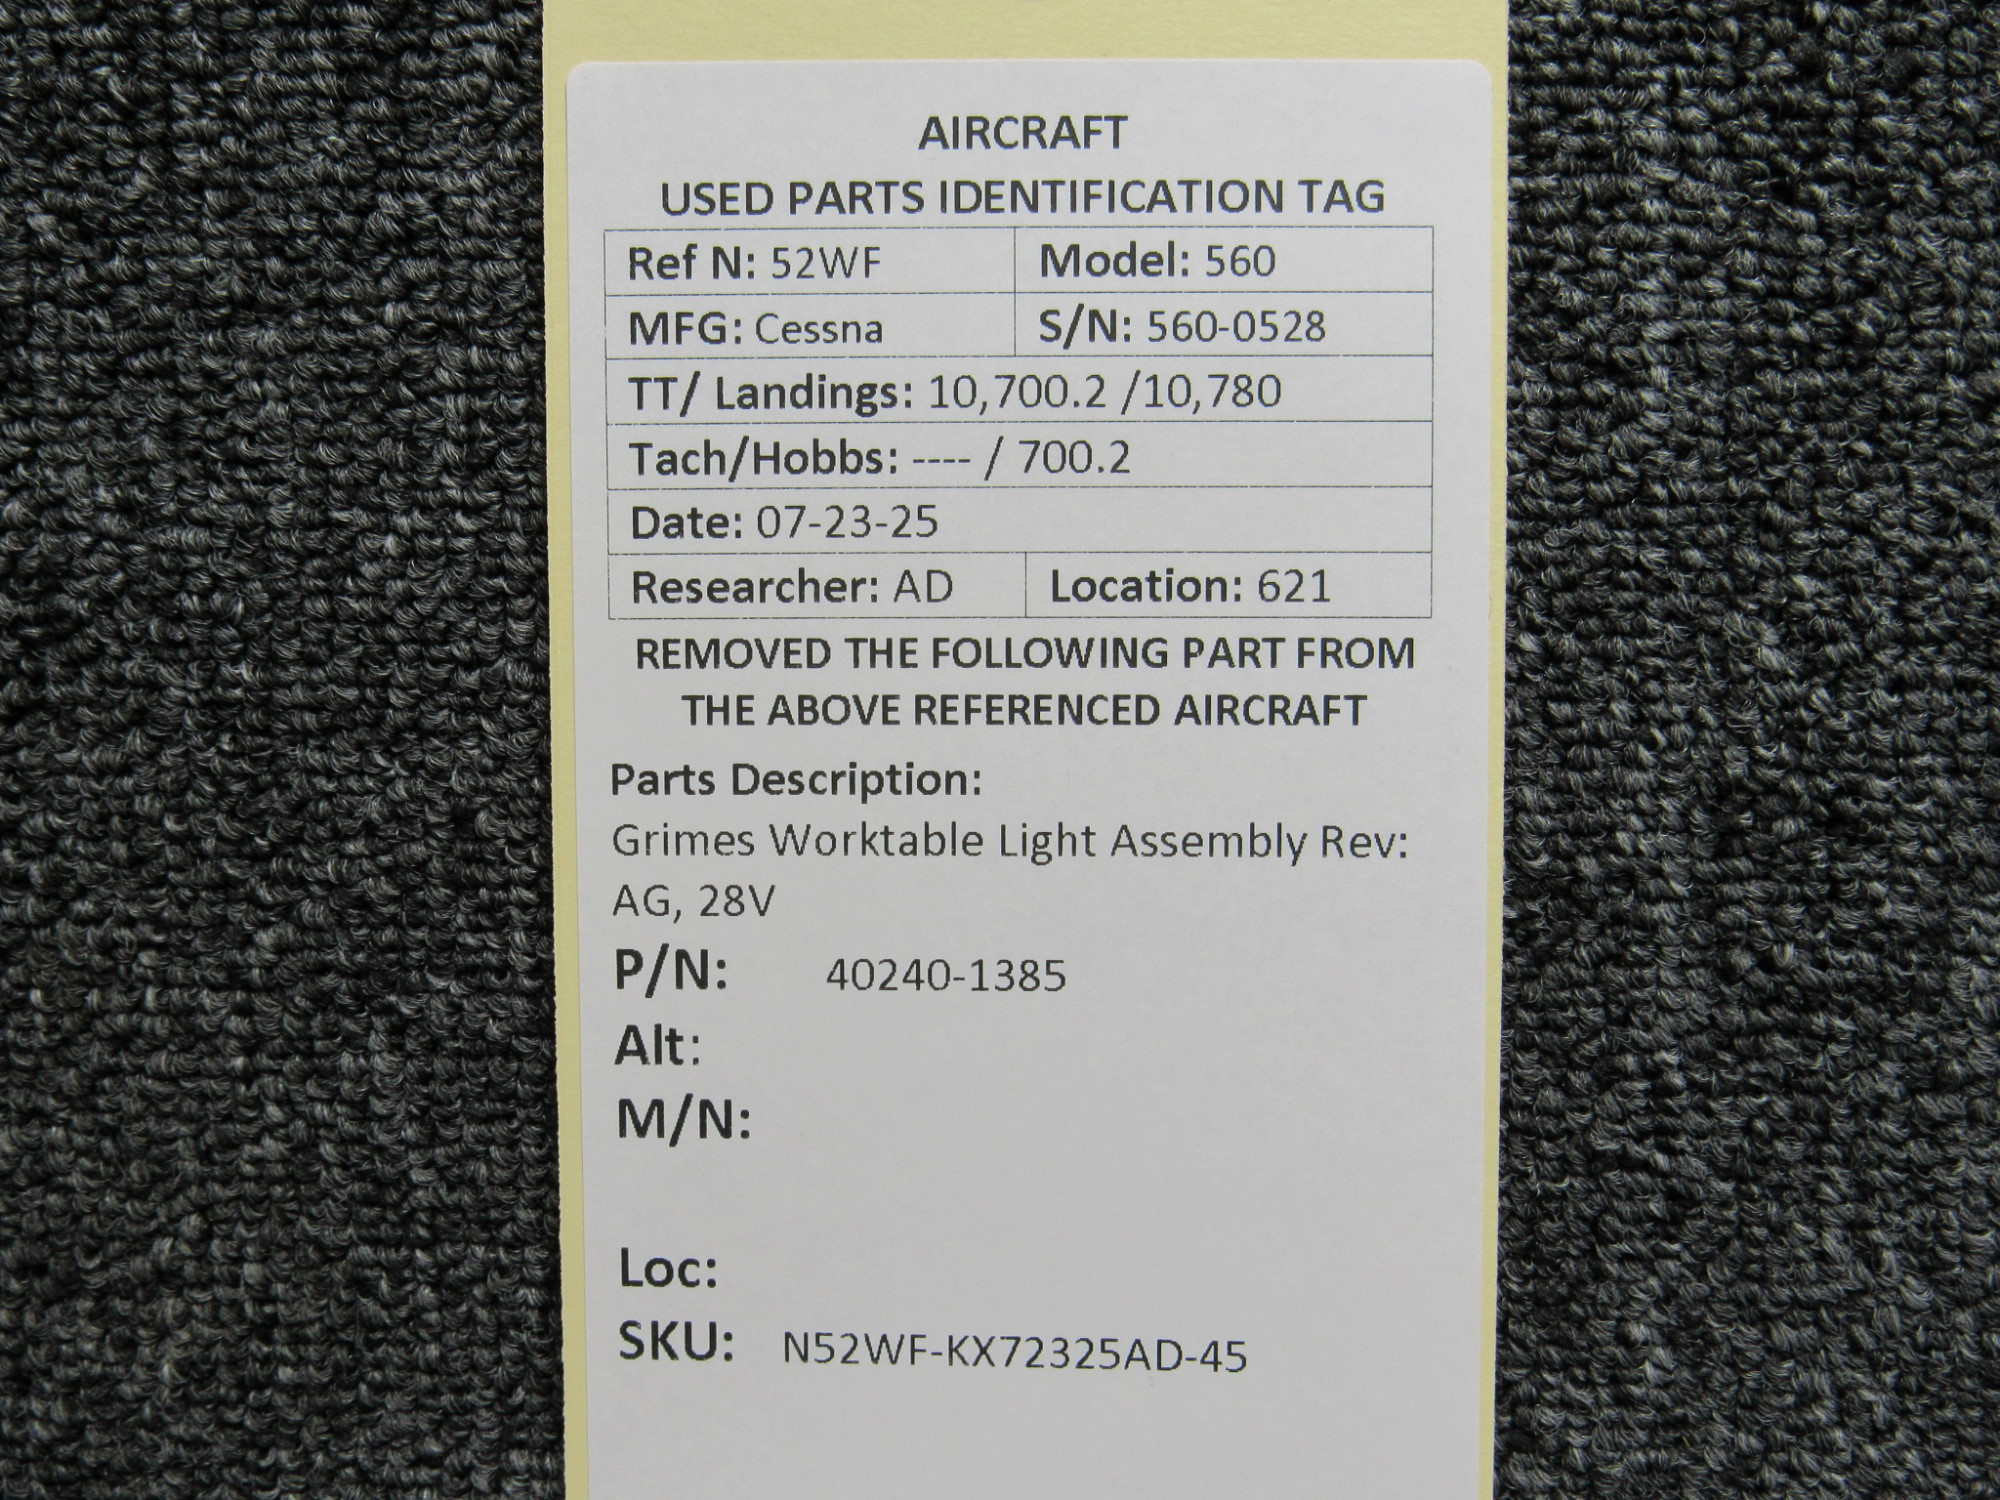 AIRCRAFT
USED PARTS IDENTIFICATION TAG
Ref N: 52WF Model: 560
MFG: Cessna S/N: 560-0528
TT/ Landings: 10,700.2 /10,780
Tach/Hobbs: ---- / 700.2
Date: 07-23-25
Researcher: AD Location: 621
REMOVED THE FOLLOWING PART FROM
THE ABOVE REFERENCED AIRCRAFT
Parts Description:
Grimes Worktable Light Assembly Rev:
AG, 28V
P/N: 40240-1385
Alt:
M/N:
Loc:
SKU: N52WF-KX72325AD-45